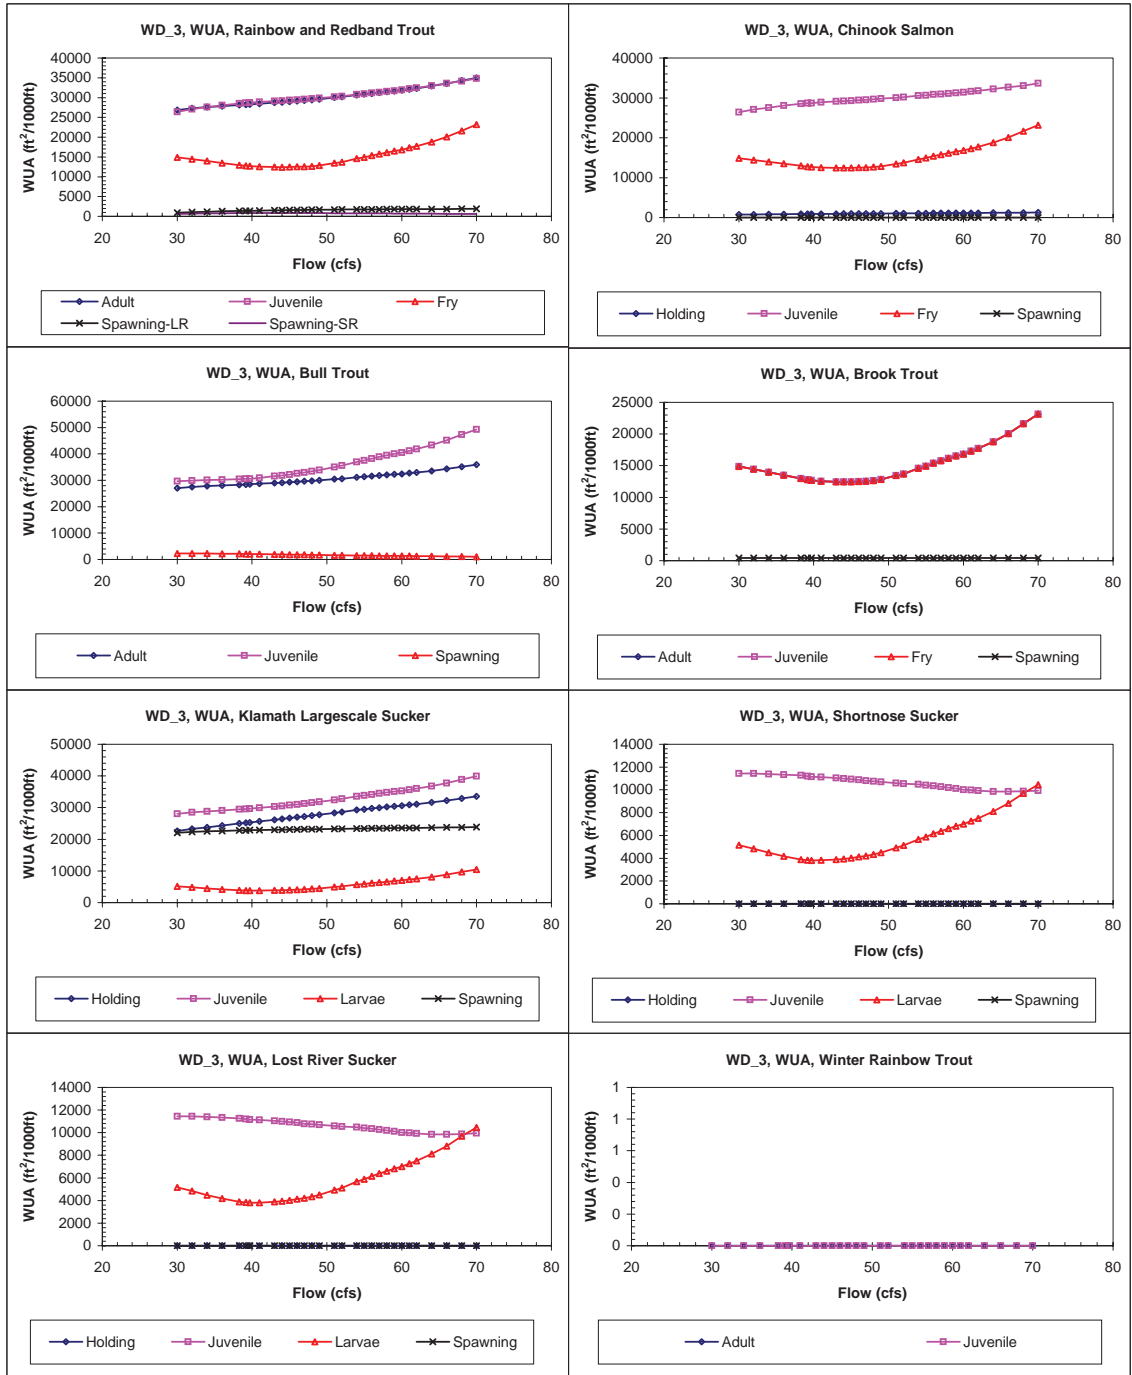 WD_3, WUA, Rainbow and Redband Trout
WUA (ft²/1000ft)
40000
35000
30000
25000
20000
15000
10000
5000
0
20 30 40 50 60 70 80
Flow (cfs)
Adult Juvenile Fry
Spawning-LR Spawning-SR
WD_3, WUA, Chinook Salmon
WUA (ft²/1000ft)
40000
30000
20000
10000
0
20 30 40 50 60 70 80
Flow (cfs)
Holding Juvenile Fry Spawning
WD_3, WUA, Bull Trout
WUA (ft²/1000ft)
60000
50000
40000
30000
20000
10000
0
20 30 40 50 60 70 80
Flow (cfs)
Adult Juvenile Spawning
WD_3, WUA, Brook Trout
WUA (ft²/1000ft)
25000
20000
15000
10000
5000
0
20 30 40 50 60 70 80
Flow (cfs)
Adult Juvenile Fry Spawning
WD_3, WUA, Klamath Largescale Sucker
WUA (ft²/1000ft)
50000
40000
30000
20000
10000
0
20 30 40 50 60 70 80
Flow (cfs)
Holding Juvenile Larvae Spawning
WD_3, WUA, Shortnose Sucker
WUA (ft²/1000ft)
14000
12000
10000
8000
6000
4000
2000
0
20 30 40 50 60 70 80
Flow (cfs)
Holding Juvenile Larvae Spawning
WD_3, WUA, Lost River Sucker
WUA (ft²/1000ft)
14000
12000
10000
8000
6000
4000
2000
0
20 30 40 50 60 70 80
Flow (cfs)
Holding Juvenile Larvae Spawning
WD_3, WUA, Winter Rainbow Trout
WUA (ft²/1000ft)
1
1
1
0
0
0
20 30 40 50 60 70 80
Flow (cfs)
Adult Juvenile